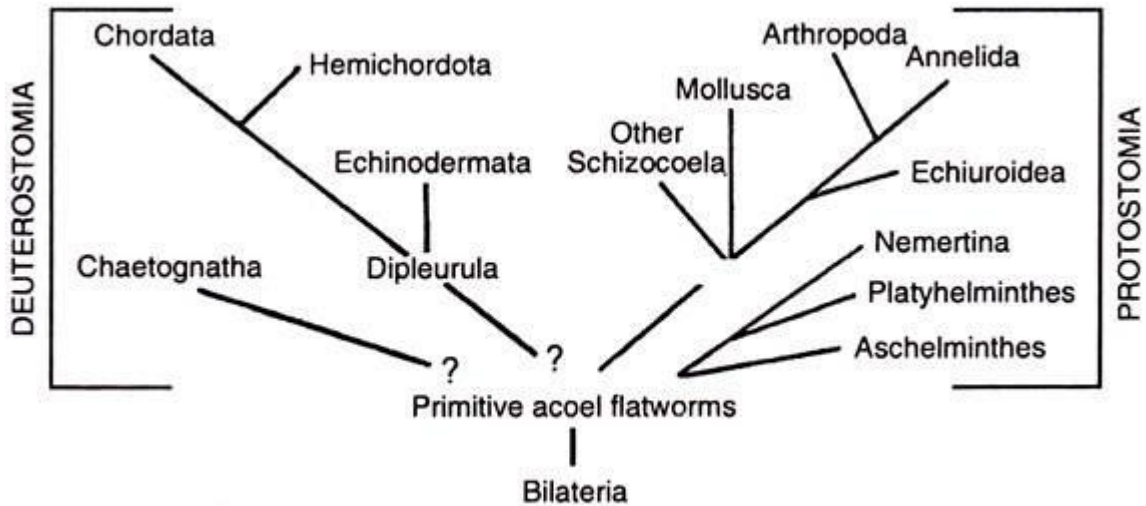 DEUTEROSTOMIA
Chordata
Hemichordota
Echinodermata
Chaetognatha
Dipleurula
?
?
Arthropoda
Annelida
Mollusca
Other
Schizocoela
Echiuroidea
Nemertina
Platyhelminthes
Aschelminthes
PROTOSTOMIA
Primitive acoel flatworms
Bilateria